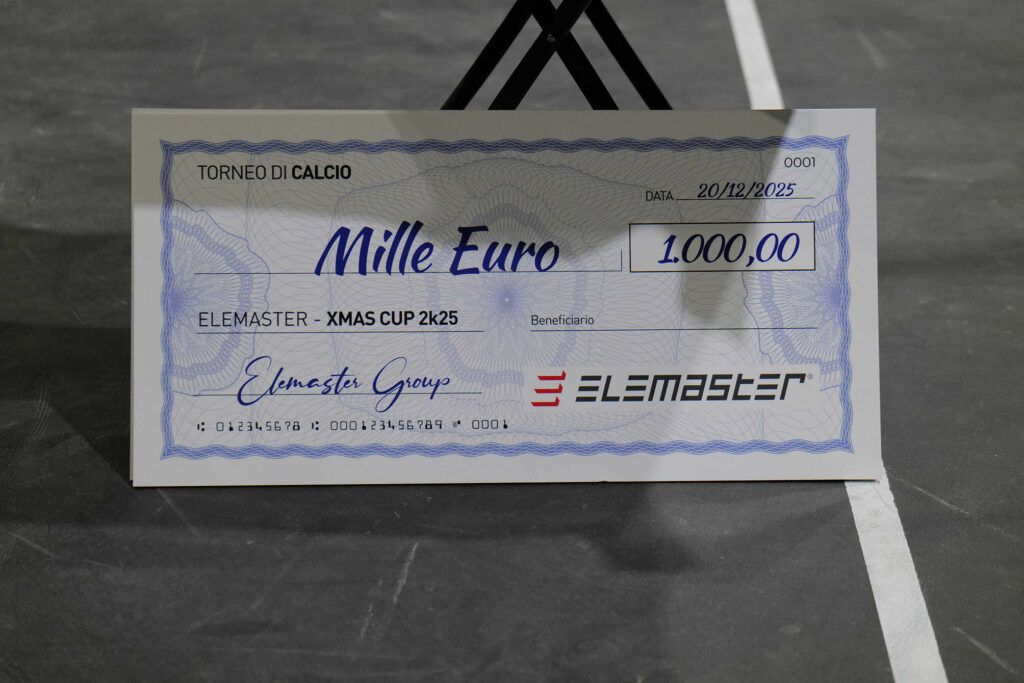 TORNEO DI CALCIO
0001
DATA 20/12/2025
Mille Euro
1.000,00
ELEMASTER - XMAS CUP 2k25
Beneficiario
Elemaster Group
ELEMASTER®
⑆ 012345678 ⑆ 000123456789 ⑈ 0001